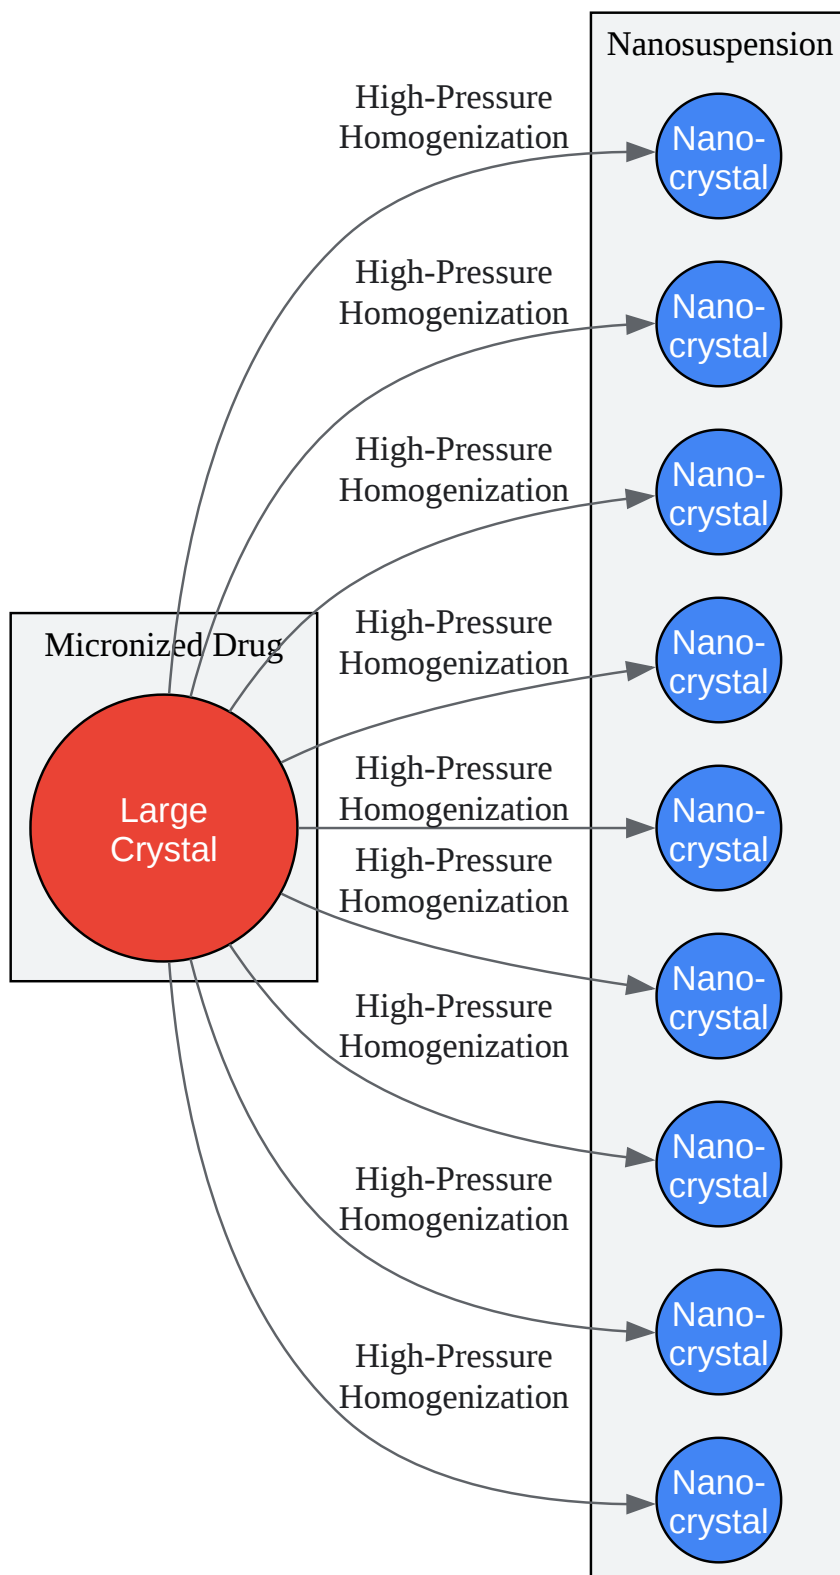 Nanosuspension
High-Pressure
Homogenization
Nano-
crystal
High-Pressure
Homogenization
Nano-
crystal
High-Pressure
Homogenization
Nano-
crystal
High-Pressure
Homogenization
Nano-
crystal
Micronized Drug
Large
Crystal
High-Pressure
Homogenization
Nano-
crystal
High-Pressure
Homogenization
Nano-
crystal
High-Pressure
Homogenization
Nano-
crystal
High-Pressure
Homogenization
Nano-
crystal
High-Pressure
Homogenization
Nano-
crystal